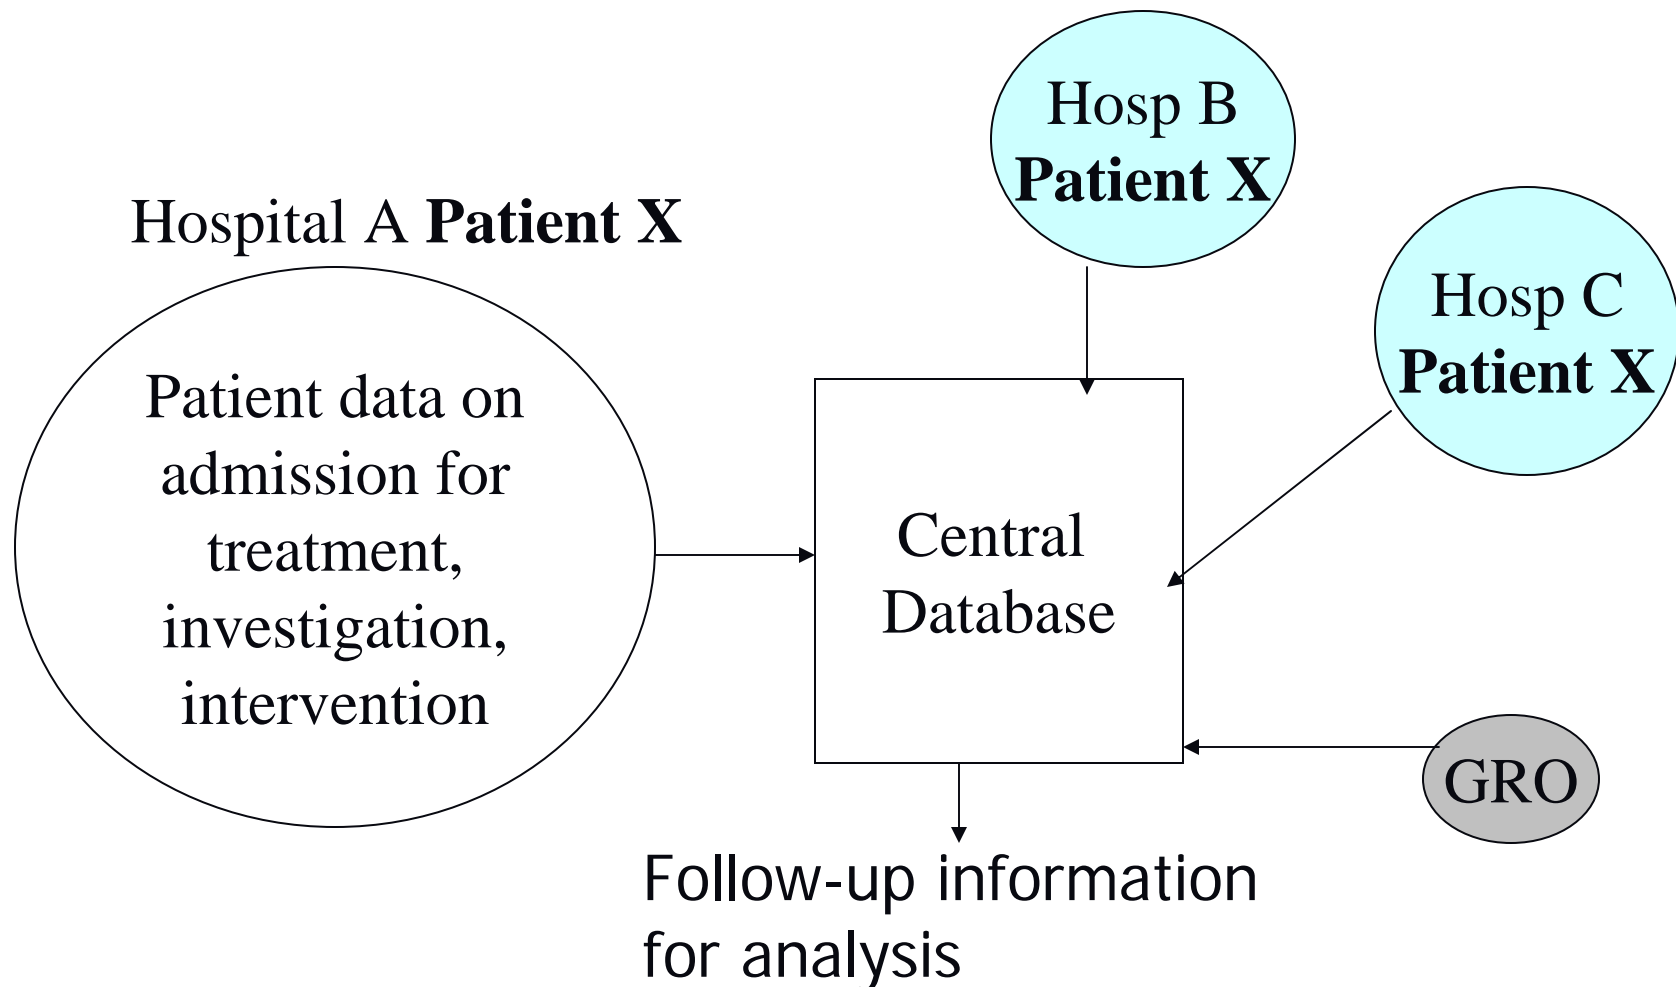 Hosp B
Patient X
Hospital A Patient X
Hosp C
Patient X
Patient data on
admission for
treatment,
investigation,
intervention
Central
Database
GRO
Follow-up information
for analysis